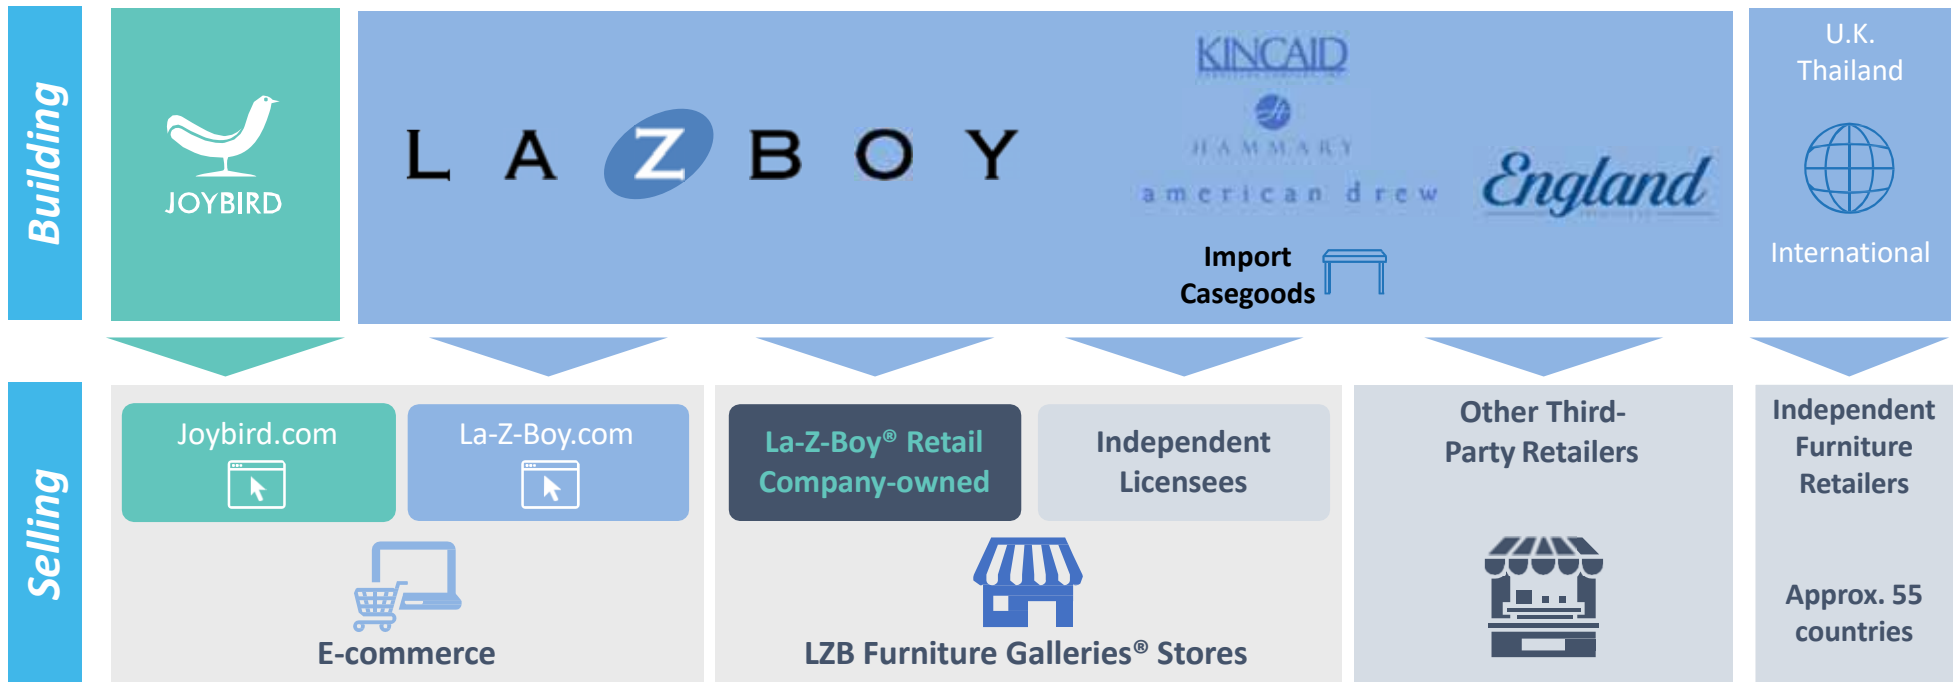 Building
JOYBIRD
LAZBOY
KINCAID
HAMMARY
american drew
England
Import
Casegoods
U.K.
Thailand
International
Selling
Joybird.com
La-Z-Boy.com
E-commerce
La-Z-Boy® Retail
Company-owned
Independent
Licensees
LZB Furniture Galleries® Stores
Other Third-
Party Retailers
Independent
Furniture
Retailers
Approx. 55
countries